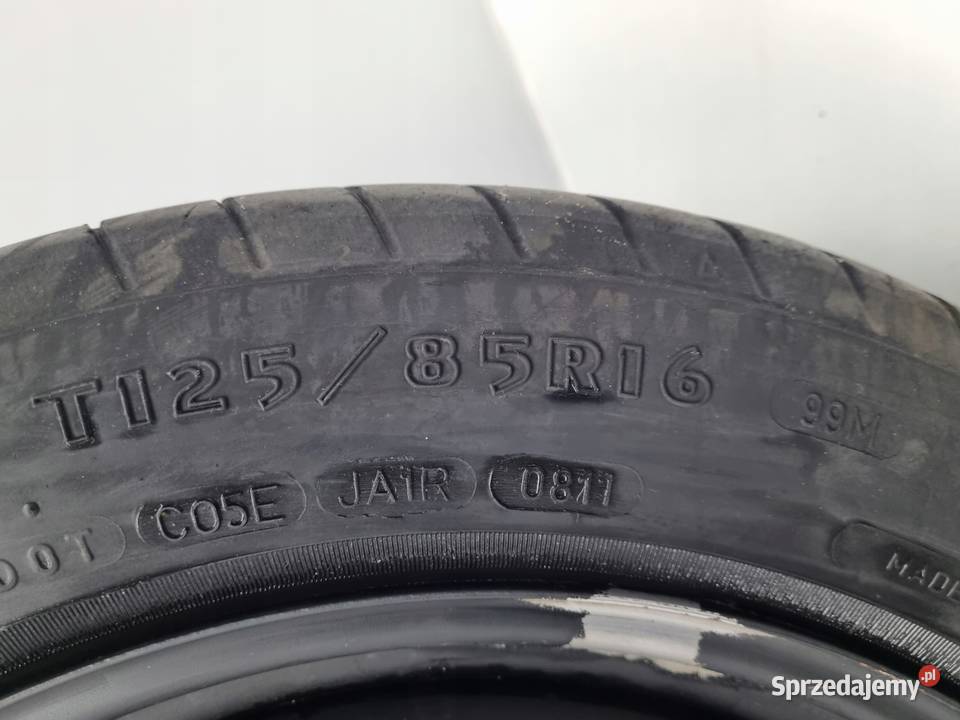 T125/85R16 99M
DOT C05E JA1R 0811
MADE
Sprzedajemy.pl